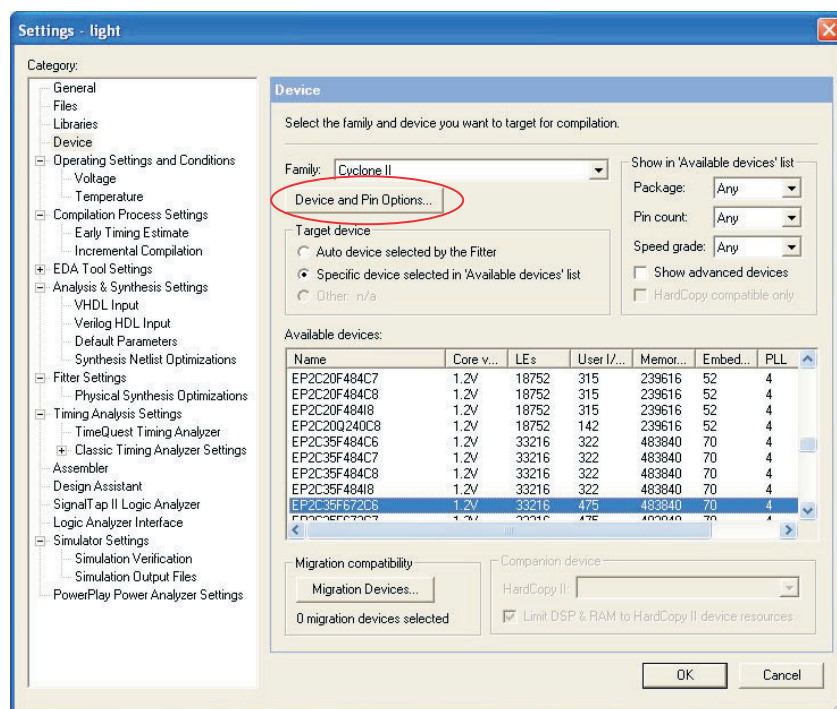 Settings - light
Category:
General
Files
Libraries
Device
Operating Settings and Conditions
Voltage
Temperature
Compilation Process Settings
Early Timing Estimate
Incremental Compilation
EDA Tool Settings
Analysis & Synthesis Settings
VHDL Input
Verilog HDL Input
Default Parameters
Synthesis Netlist Optimizations
Fitter Settings
Physical Synthesis Optimizations
Timing Analysis Settings
TimeQuest Timing Analyzer
Classic Timing Analyzer Settings
Assembler
Design Assistant
SignalTap II Logic Analyzer
Logic Analyzer Interface
Simulator Settings
Simulation Verification
Simulation Output Files
PowerPlay Power Analyzer Settings
Device
Select the family and device you want to target for compilation.
Family: Cyclone II
Device and Pin Options...
Target device
Auto device selected by the Fitter
Specific device selected in 'Available devices' list
Other: n/a
Show in 'Available devices' list
Package: Any
Pin count: Any
Speed grade: Any
Show advanced devices
HardCopy compatible only
Available devices:
Name Core v... LEs User I/... Memor... Embed... PLL
EP2C20F484C7 1.2V 18752 315 239616 52 4
EP2C20F484C8 1.2V 18752 315 239616 52 4
EP2C20F484I8 1.2V 18752 315 239616 52 4
EP2C20Q240C8 1.2V 18752 142 239616 52 4
EP2C35F484C6 1.2V 33216 322 483840 70 4
EP2C35F484C7 1.2V 33216 322 483840 70 4
EP2C35F484C8 1.2V 33216 322 483840 70 4
EP2C35F484I8 1.2V 33216 322 483840 70 4
EP2C35F672C6 1.2V 33216 475 483840 70 4
Migration compatibility
Migration Devices...
0 migration devices selected
Companion device
HardCopy II:
Limit DSP & RAM to HardCopy II device resources
OK
Cancel